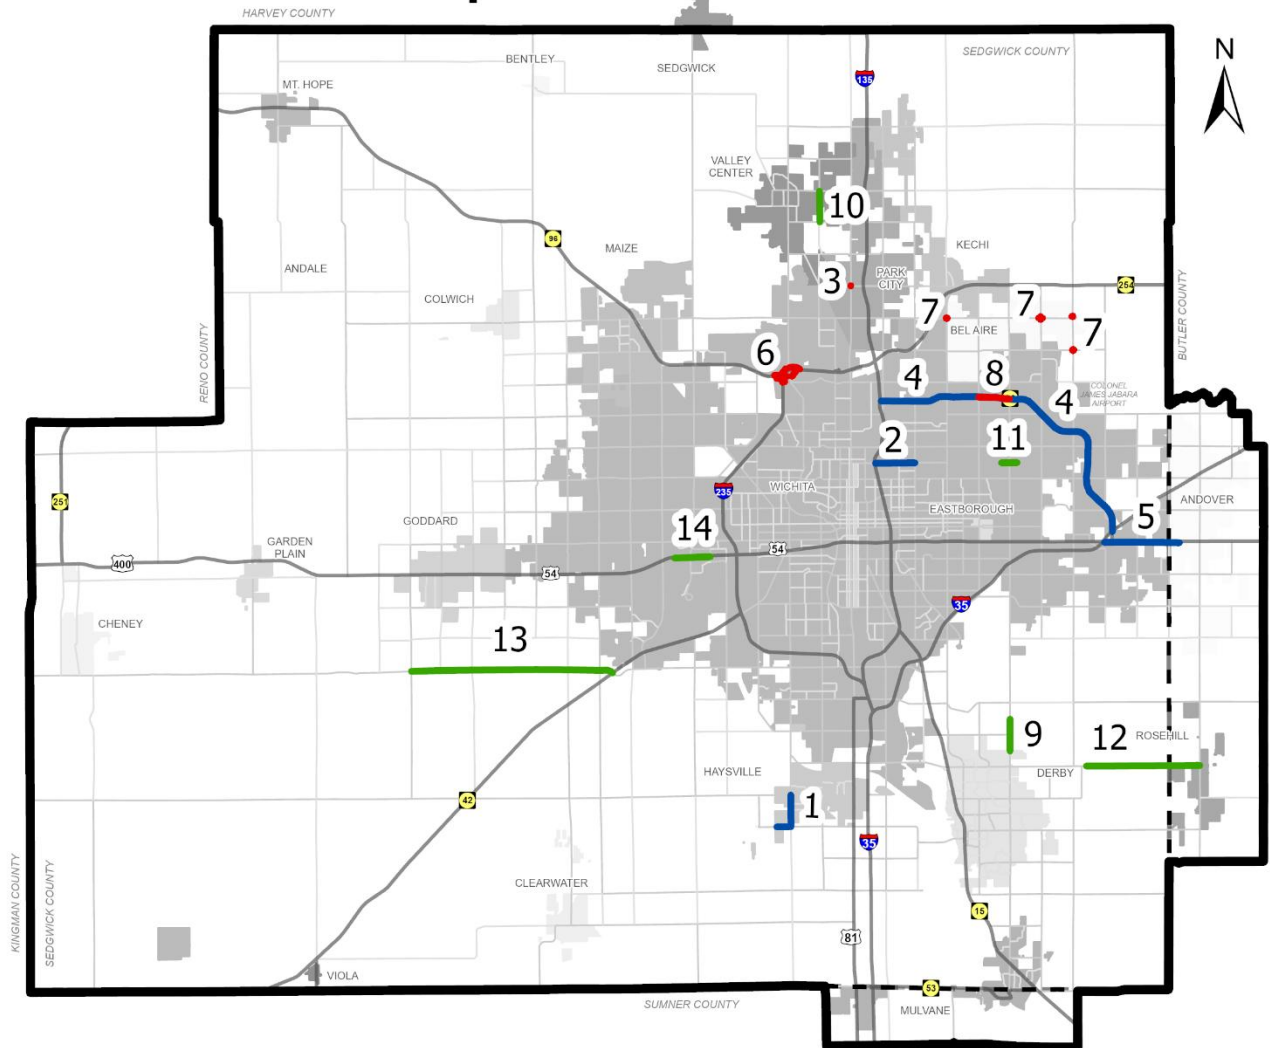 HARVEY COUNTY
SEDGWICK COUNTY
N
BENTLEY
SEDGWICK
MT. HOPE
135
VALLEY
CENTER
10
96
MAIZE
KECHI
ANDALE
3
PARK
CITY
254
COLWICH
7
7
7
BEL AIRE
BUTLER COUNTY
RENO COUNTY
6
4
8
4
COLONEL
JAMES JABARA
AIRPORT
2
11
251
235
WICHITA
EASTBOROUGH
ANDOVER
GODDARD
14
5
GARDEN
PLAIN
400
54
54
35
CHENEY
13
9
12
ROSEHILL
HAYSVILLE
DERBY
42
1
35
KINGMAN COUNTY
SEDGWICK COUNTY
CLEARWATER
15
81
VIOLA
53
SUMNER COUNTY
MULVANE